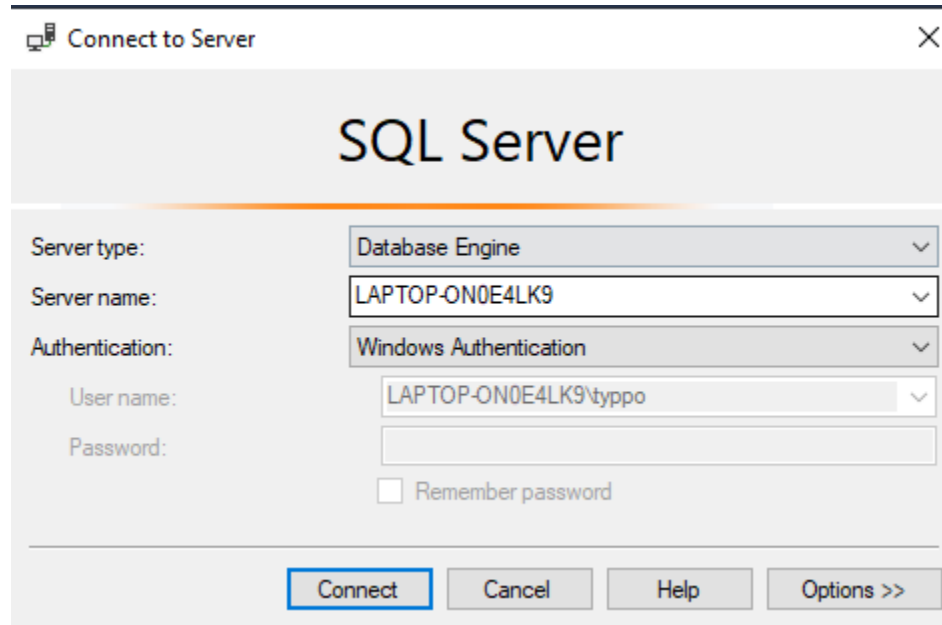 Connect to Server
SQL Server
Server type: Database Engine
Server name: LAPTOP-ON0E4LK9
Authentication: Windows Authentication
User name: LAPTOP-ON0E4LK9\typpo
Password:
Remember password
Connect Cancel Help Options >>